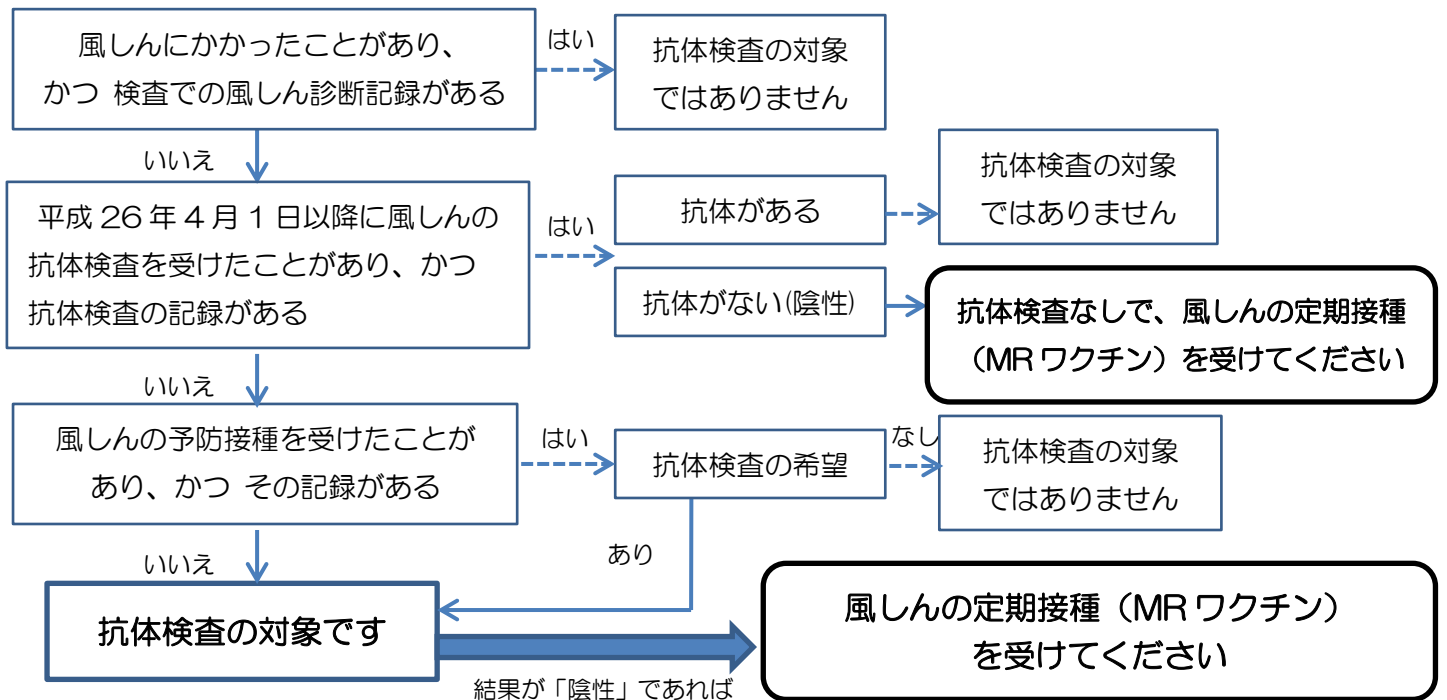 風しんにかかったことがあり、
かつ 検査での風しん診断記録がある
はい
抗体検査の対象
ではありません
いいえ
平成 26 年 4 月 1 日以降に風しんの
抗体検査を受けたことがあり、かつ
抗体検査の記録がある
はい
抗体がある
抗体検査の対象
ではありません
抗体がない(陰性)
抗体検査なしで、風しんの定期接種
（MR ワクチン）を受けてください
いいえ
風しんの予防接種を受けたことが
あり、かつ その記録がある
はい
抗体検査の希望
なし
抗体検査の対象
ではありません
あり
いいえ
抗体検査の対象です
結果が「陰性」であれば
風しんの定期接種（MR ワクチン）
を受けてください